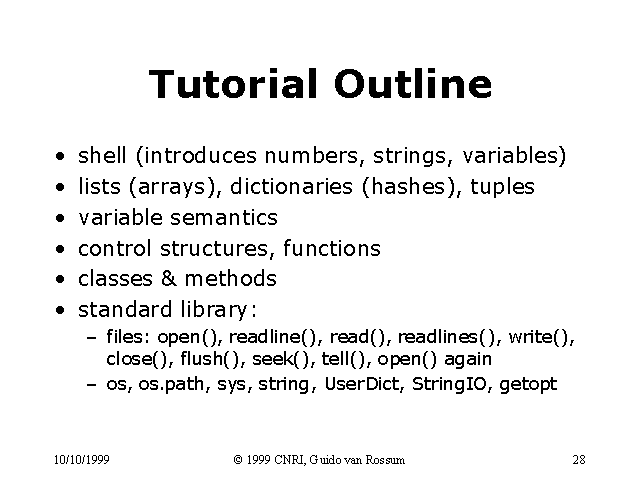 Tutorial Outline
• shell (introduces numbers, strings, variables)
• lists (arrays), dictionaries (hashes), tuples
• variable semantics
• control structures, functions
• classes & methods
• standard library:
– files: open(), readline(), read(), readlines(), write(),
close(), flush(), seek(), tell(), open() again
– os, os.path, sys, string, UserDict, StringIO, getopt
10/10/1999
© 1999 CNRI, Guido van Rossum
28